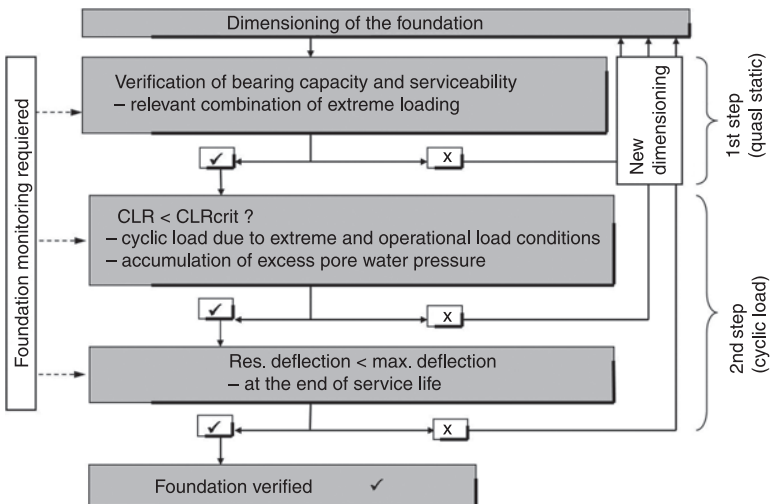 Dimensioning of the foundation
Foundation monitoring requiered
Verification of bearing capacity and serviceability
– relevant combination of extreme loading
New
dimensioning
1st step
(quasl static)
✓
x
CLR < CLRcrit ?
– cyclic load due to extreme and operational load conditions
– accumulation of excess pore water pressure
✓
x
2nd step
(cyclic load)
Res. deflection < max. deflection
– at the end of service life
✓
x
Foundation verified ✓